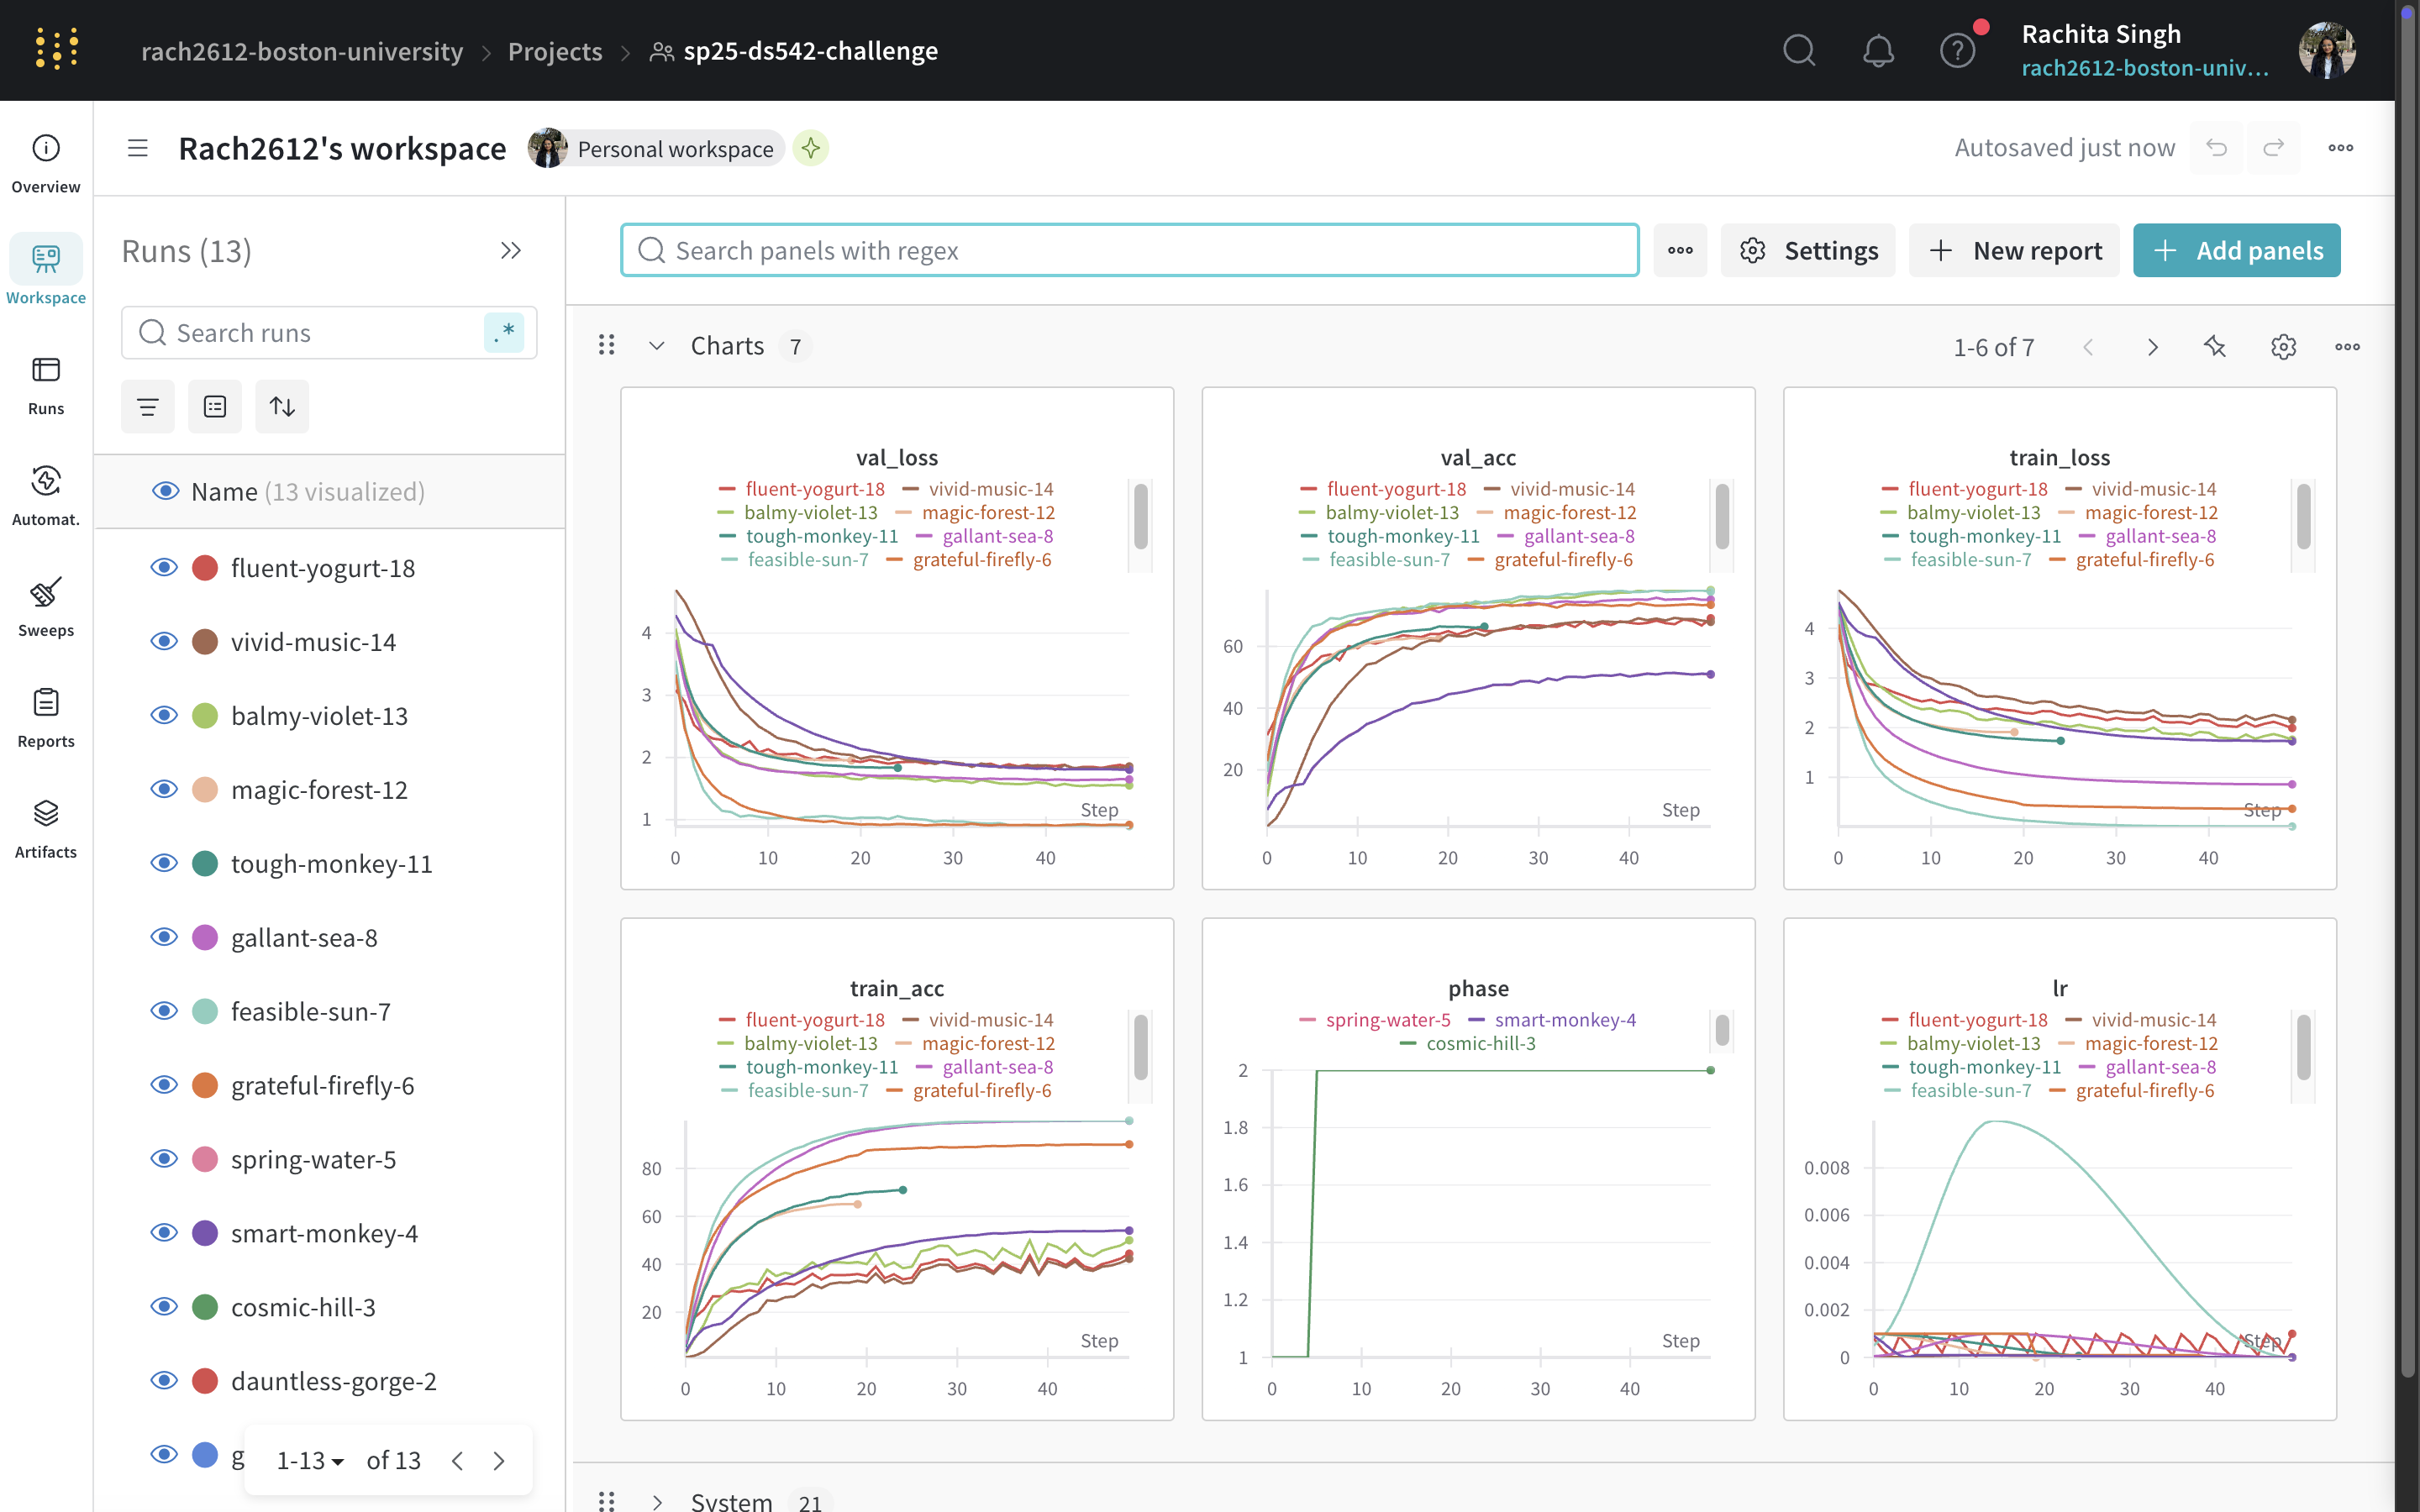 rach2612-boston-university > Projects > sp25-ds542-challenge
Rachita Singh
rach2612-boston-univ...
Overview
Workspace
Runs
Automat.
Sweeps
Reports
Artifacts
Rach2612's workspace Personal workspace
Autosaved just now
Runs (13)
Search runs
.*
Name (13 visualized)
fluent-yogurt-18
vivid-music-14
balmy-violet-13
magic-forest-12
tough-monkey-11
gallant-sea-8
feasible-sun-7
grateful-firefly-6
spring-water-5
smart-monkey-4
cosmic-hill-3
dauntless-gorge-2
g
1-13 of 13
Search panels with regex
Settings
New report
Add panels
Charts 7
1-6 of 7
val_loss
fluent-yogurt-18 vivid-music-14
balmy-violet-13 magic-forest-12
tough-monkey-11 gallant-sea-8
feasible-sun-7 grateful-firefly-6
4
3
2
1
Step
0 10 20 30 40
val_acc
fluent-yogurt-18 vivid-music-14
balmy-violet-13 magic-forest-12
tough-monkey-11 gallant-sea-8
feasible-sun-7 grateful-firefly-6
60
40
20
Step
0 10 20 30 40
train_loss
fluent-yogurt-18 vivid-music-14
balmy-violet-13 magic-forest-12
tough-monkey-11 gallant-sea-8
feasible-sun-7 grateful-firefly-6
4
3
2
1
Step
0 10 20 30 40
train_acc
fluent-yogurt-18 vivid-music-14
balmy-violet-13 magic-forest-12
tough-monkey-11 gallant-sea-8
feasible-sun-7 grateful-firefly-6
80
60
40
20
Step
0 10 20 30 40
phase
spring-water-5 smart-monkey-4
cosmic-hill-3
2
1.8
1.6
1.4
1.2
1
Step
0 10 20 30 40
lr
fluent-yogurt-18 vivid-music-14
balmy-violet-13 magic-forest-12
tough-monkey-11 gallant-sea-8
feasible-sun-7 grateful-firefly-6
0.008
0.006
0.004
0.002
0
Step
0 10 20 30 40
System 21